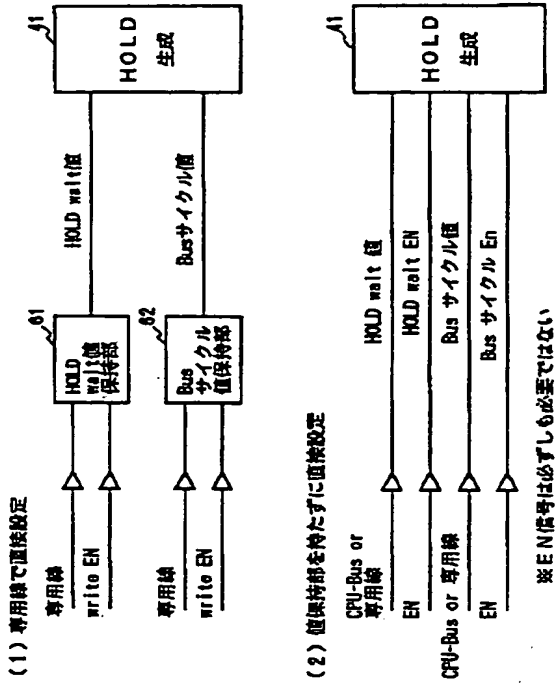 (1)専用線で直接設定
専用線
write EN
61
HOLD
wait値
保持部
HOLD wait値
専用線
write EN
62
Bus
サイクル
値保持部
Busサイクル値
41
HOLD
生成
(2)値保持部を持たずに直接設定
CPU-Bus or
専用線
HOLD wait 値
EN
HOLD wait EN
CPU-Bus or 専用線
Bus サイクル値
EN
Bus サイクル En
41
HOLD
生成
※EN信号は必ずしも必要ではない